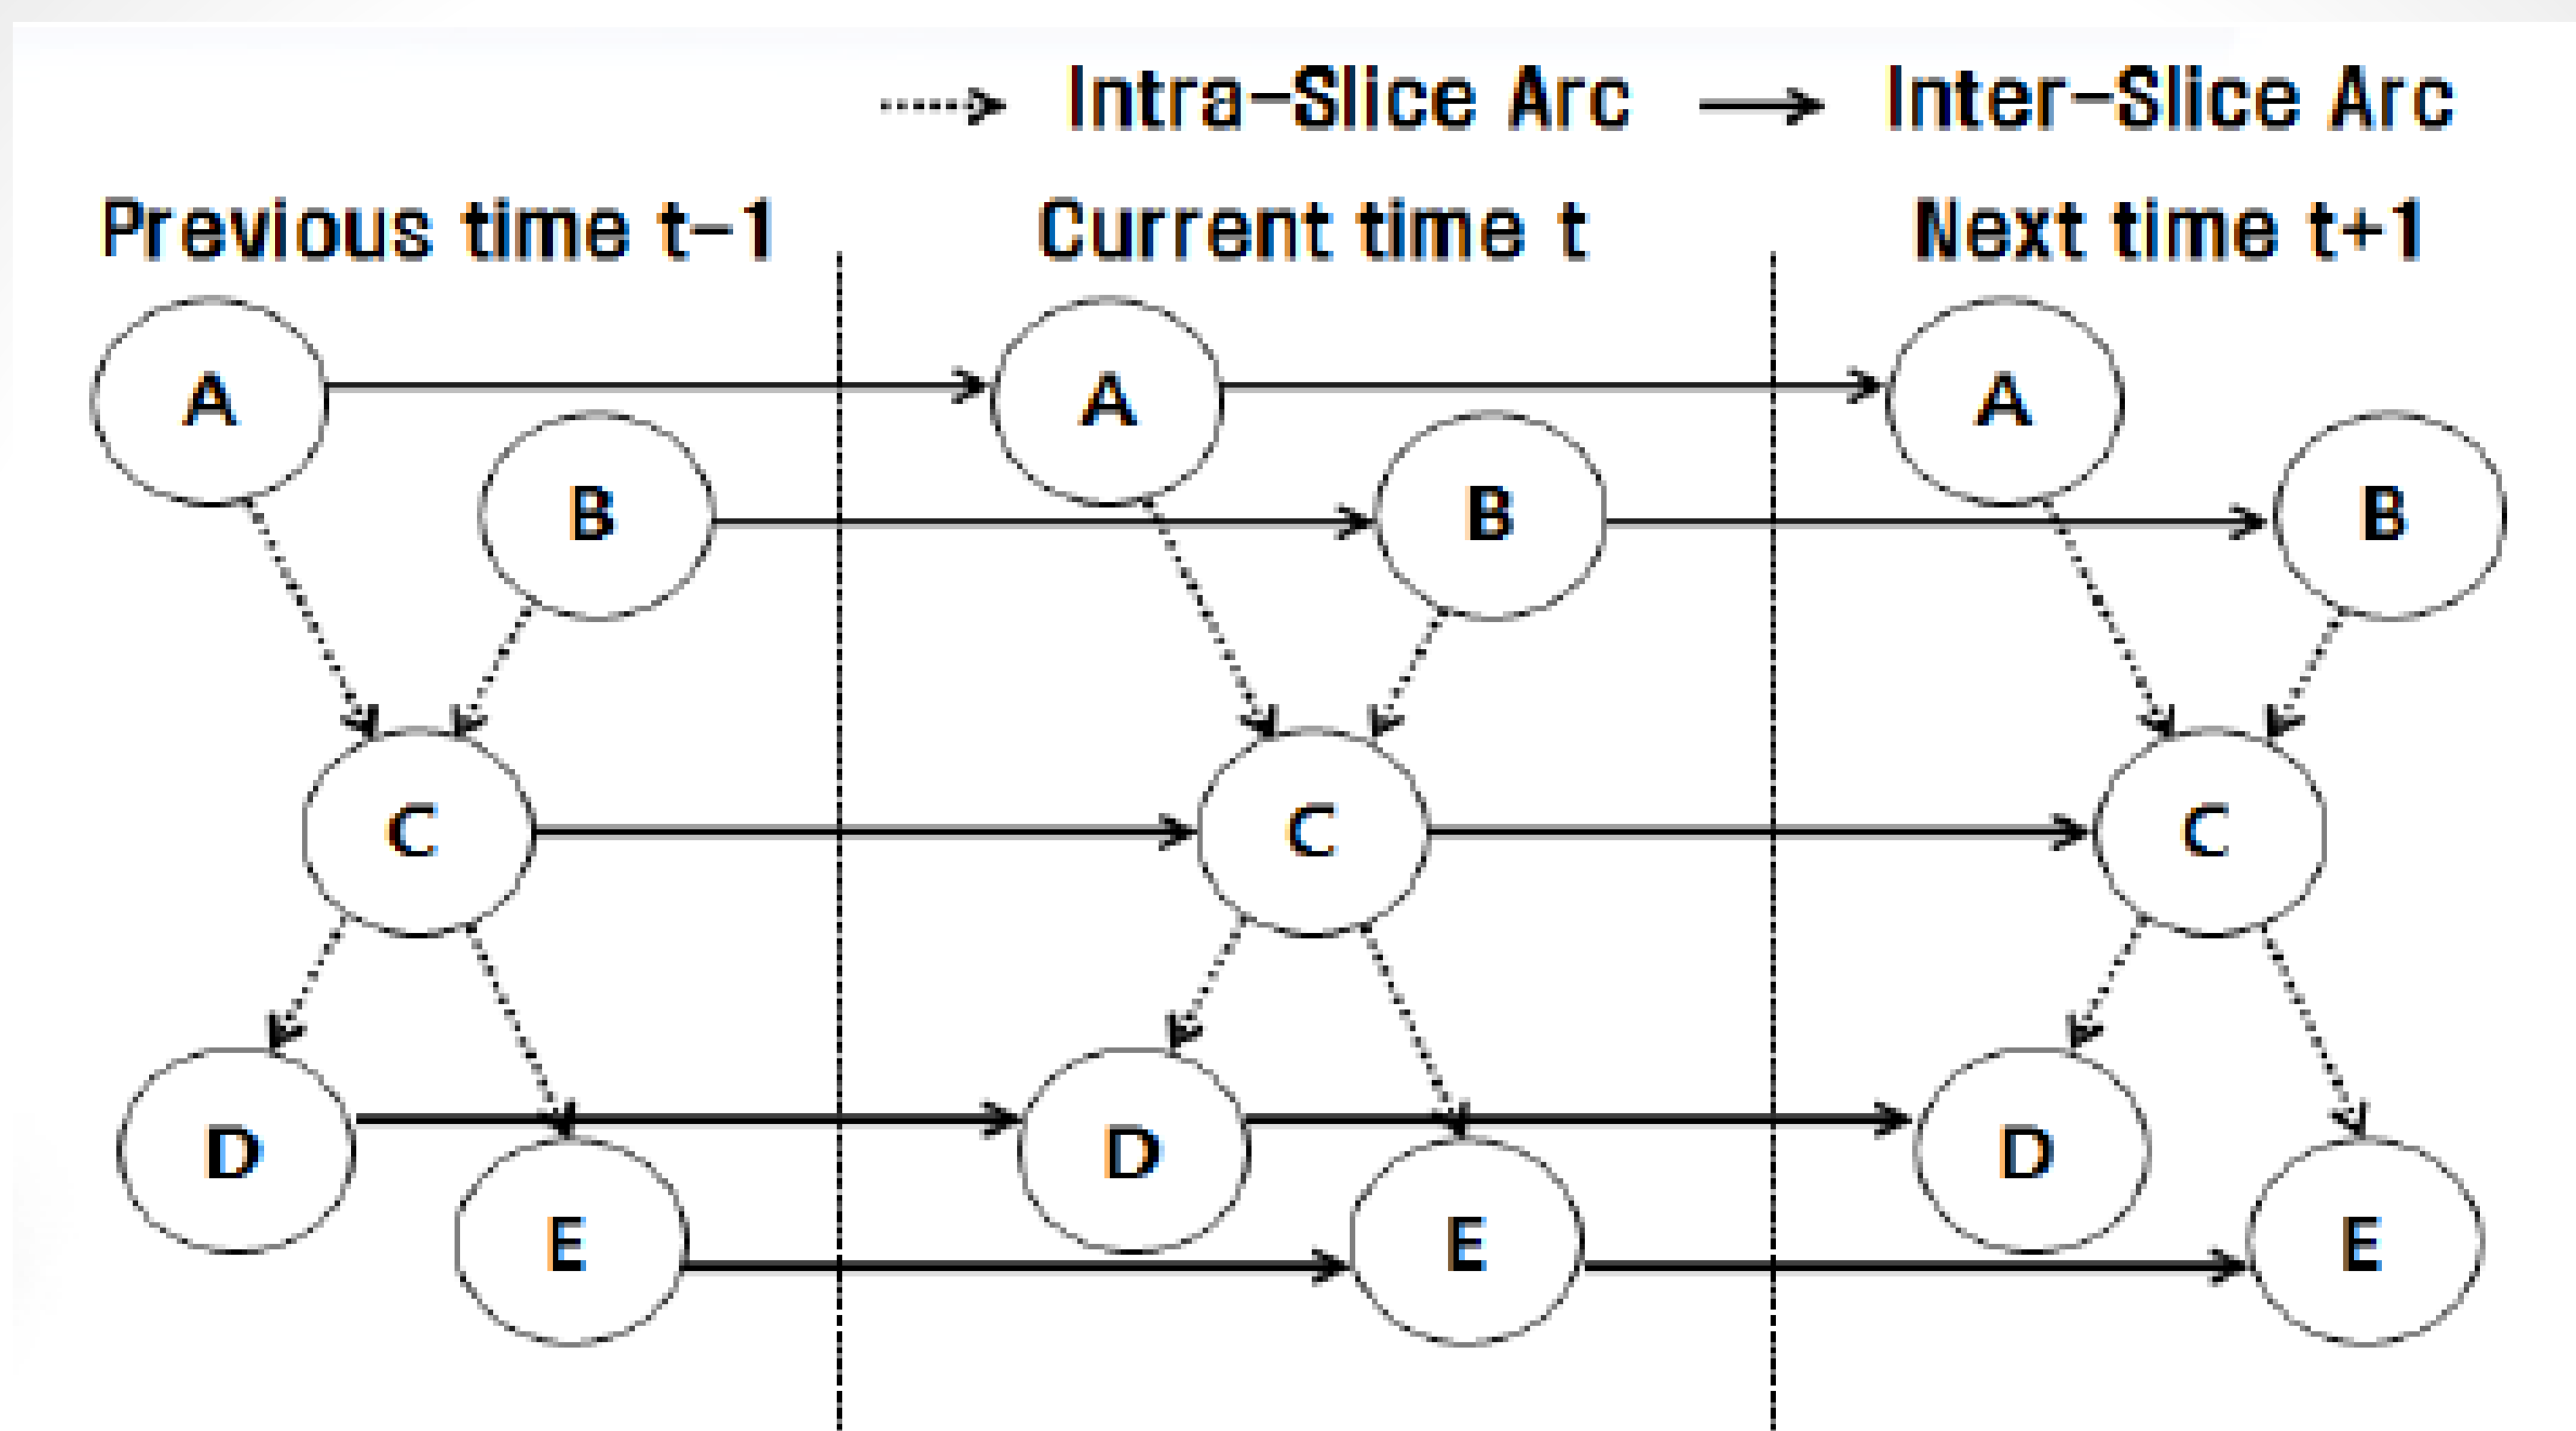 Intra-Slice Arc Inter-Slice Arc
Previous time t-1 Current time t Next time t+1
A A A
B B B
C C C
D D D
E E E